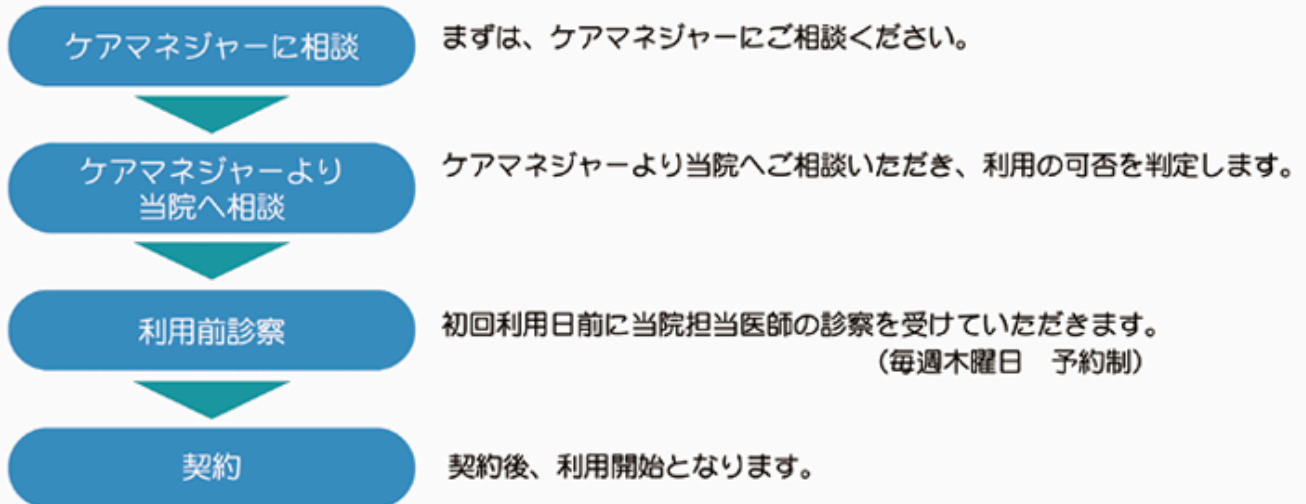 ケアマネジャーに相談
まずは、ケアマネジャーにご相談ください。
ケアマネジャーより
当院へ相談
ケアマネジャーより当院へご相談いただき、利用の可否を判定します。
利用前診察
初回利用日前に当院担当医師の診察を受けていただきます。
(毎週木曜日　予約制)
契約
契約後、利用開始となります。